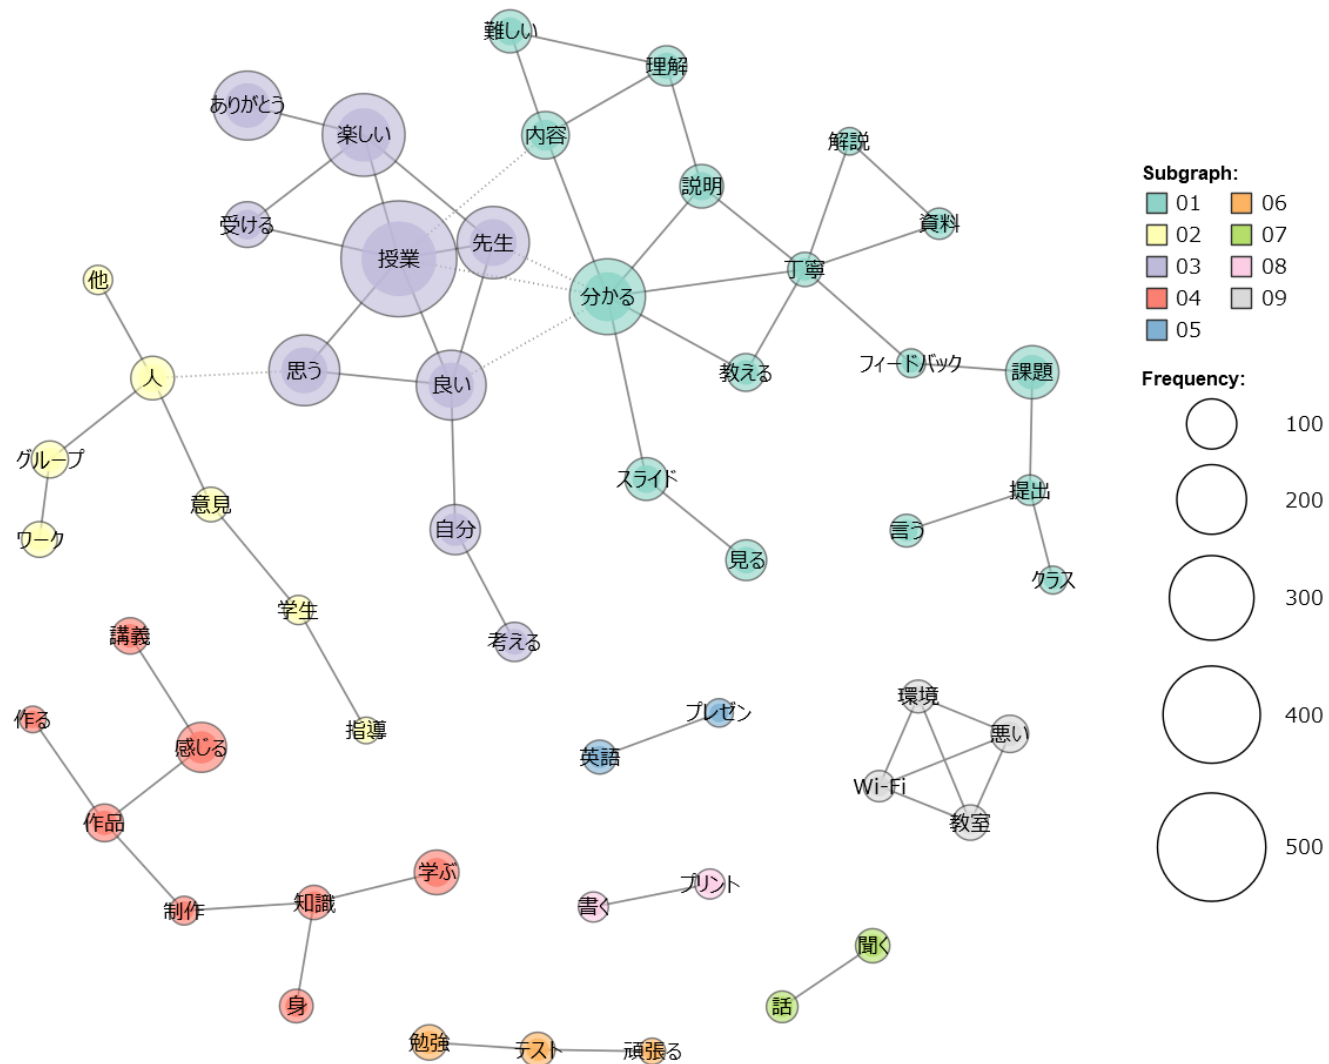 難しい
理解
ありがとう
楽しい
内容
解説
説明
受ける
先生
資料
授業
丁寧
他
分かる
人
思う
良い
教える
フィードバック
課題
グループ
スライド
意見
提出
ワーク
自分
言う
見る
クラス
学生
講義
考える
作る
感じる
指導
プレゼン
英語
環境
悪い
Wi-Fi
教室
作品
学ぶ
制作
知識
書く
プリント
身
聞く
話
勉強
テスト
頑張る
Subgraph:
01 06
02 07
03 08
04 09
05
Frequency:
100
200
300
400
500